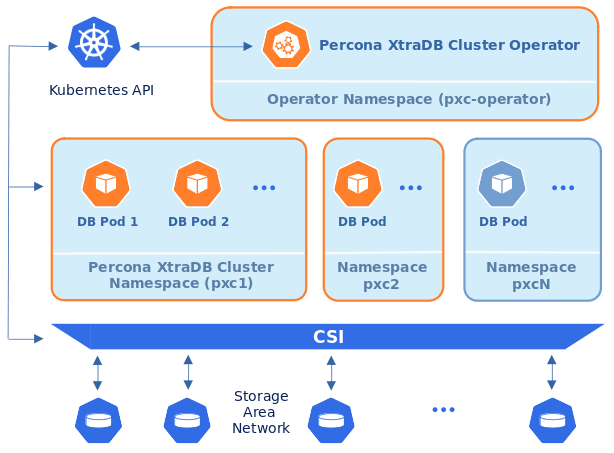 Percona XtraDB Cluster Operator
Kubernetes API
Operator Namespace (pxc-operator)
DB Pod 1
DB Pod 2
DB Pod
DB Pod
Percona XtraDB Cluster
Namespace (pxc1)
Namespace
pxc2
Namespace
pxcN
CSI
Storage
Area
Network